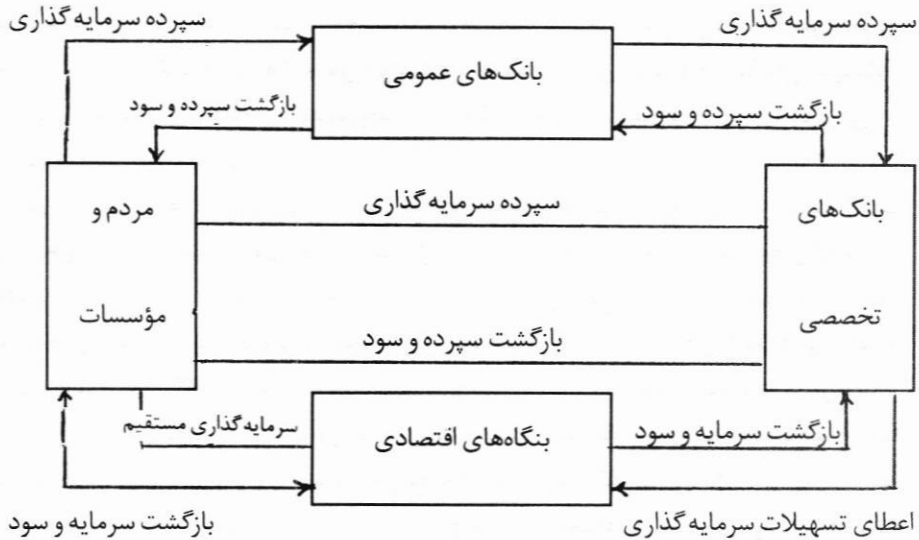 سپرده سرمایه گذاری
سپرده سرمایه گذاری
بانک‌های عمومی
بازگشت سپرده و سود
بازگشت سپرده و سود
بانک‌های
تخصصی
سپرده سرمایه گذاری
مردم و
مؤسسات
بازگشت سپرده و سود
بازگشت سرمایه و سود
بنگاه‌های اقتصادی
سرمایه گذاری مستقیم
اعطای تسهیلات سرمایه گذاری
بازگشت سرمایه و سود